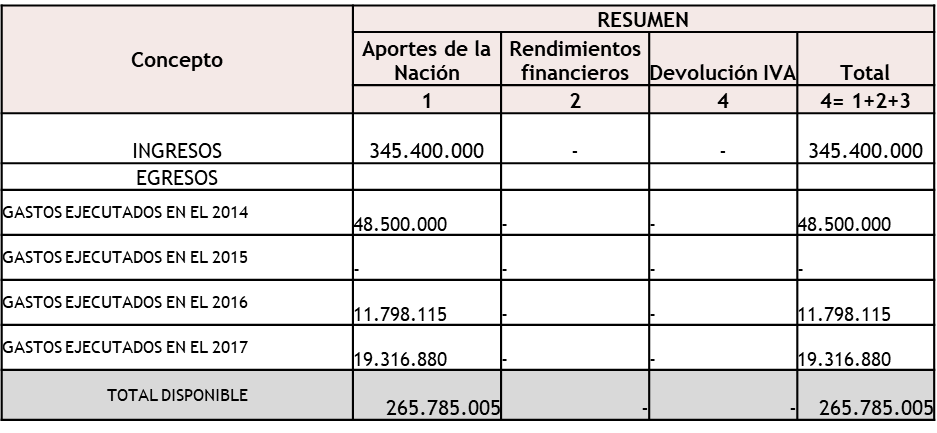 Concepto
RESUMEN
Aportes de la
Nación
Rendimientos
financieros
Devolución IVA
Total
1
2
4
4= 1+2+3
INGRESOS 345.400.000 - - 345.400.000
EGRESOS
GASTOS EJECUTADOS EN EL 2014 48.500.000 - - 48.500.000
GASTOS EJECUTADOS EN EL 2015 - - - -
GASTOS EJECUTADOS EN EL 2016 11.798.115 - - 11.798.115
GASTOS EJECUTADOS EN EL 2017 19.316.880 - - 19.316.880
TOTAL DISPONIBLE 265.785.005 - - 265.785.005